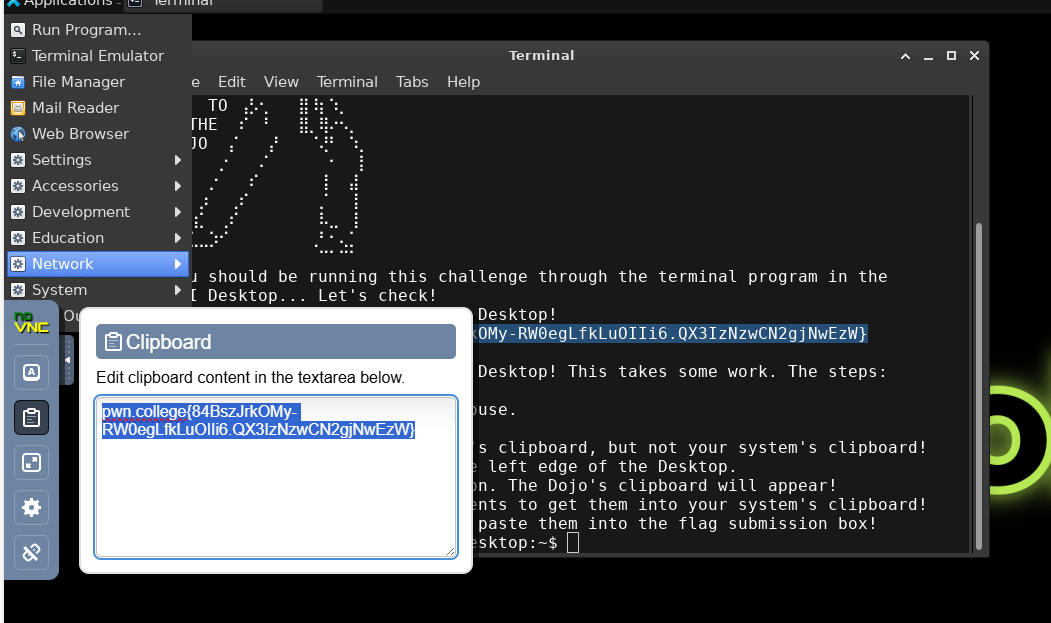 Applications
Terminal
Run Program...
Terminal Emulator
File Manager
Mail Reader
Web Browser
Settings
Accessories
Development
Education
Network
System
Terminal
Edit View Terminal Tabs Help
TO
THE
u should be running this challenge through the terminal program in the
I Desktop... Let's check!
Desktop!
kOMy-RW0egLfkLuOIIi6.QX3IzNzwCN2gjNwEzW}
Desktop! This takes some work. The steps:
ouse.
's clipboard, but not your system's clipboard!
e left edge of the Desktop.
on. The Dojo's clipboard will appear!
ents to get them into your system's clipboard!
paste them into the flag submission box!
esktop:~$
no
VNC
A
Clipboard
Edit clipboard content in the textarea below.
pwn.college{84BszJrkOMy-
RW0egLfkLuOIIi6.QX3IzNzwCN2gjNwEzW}